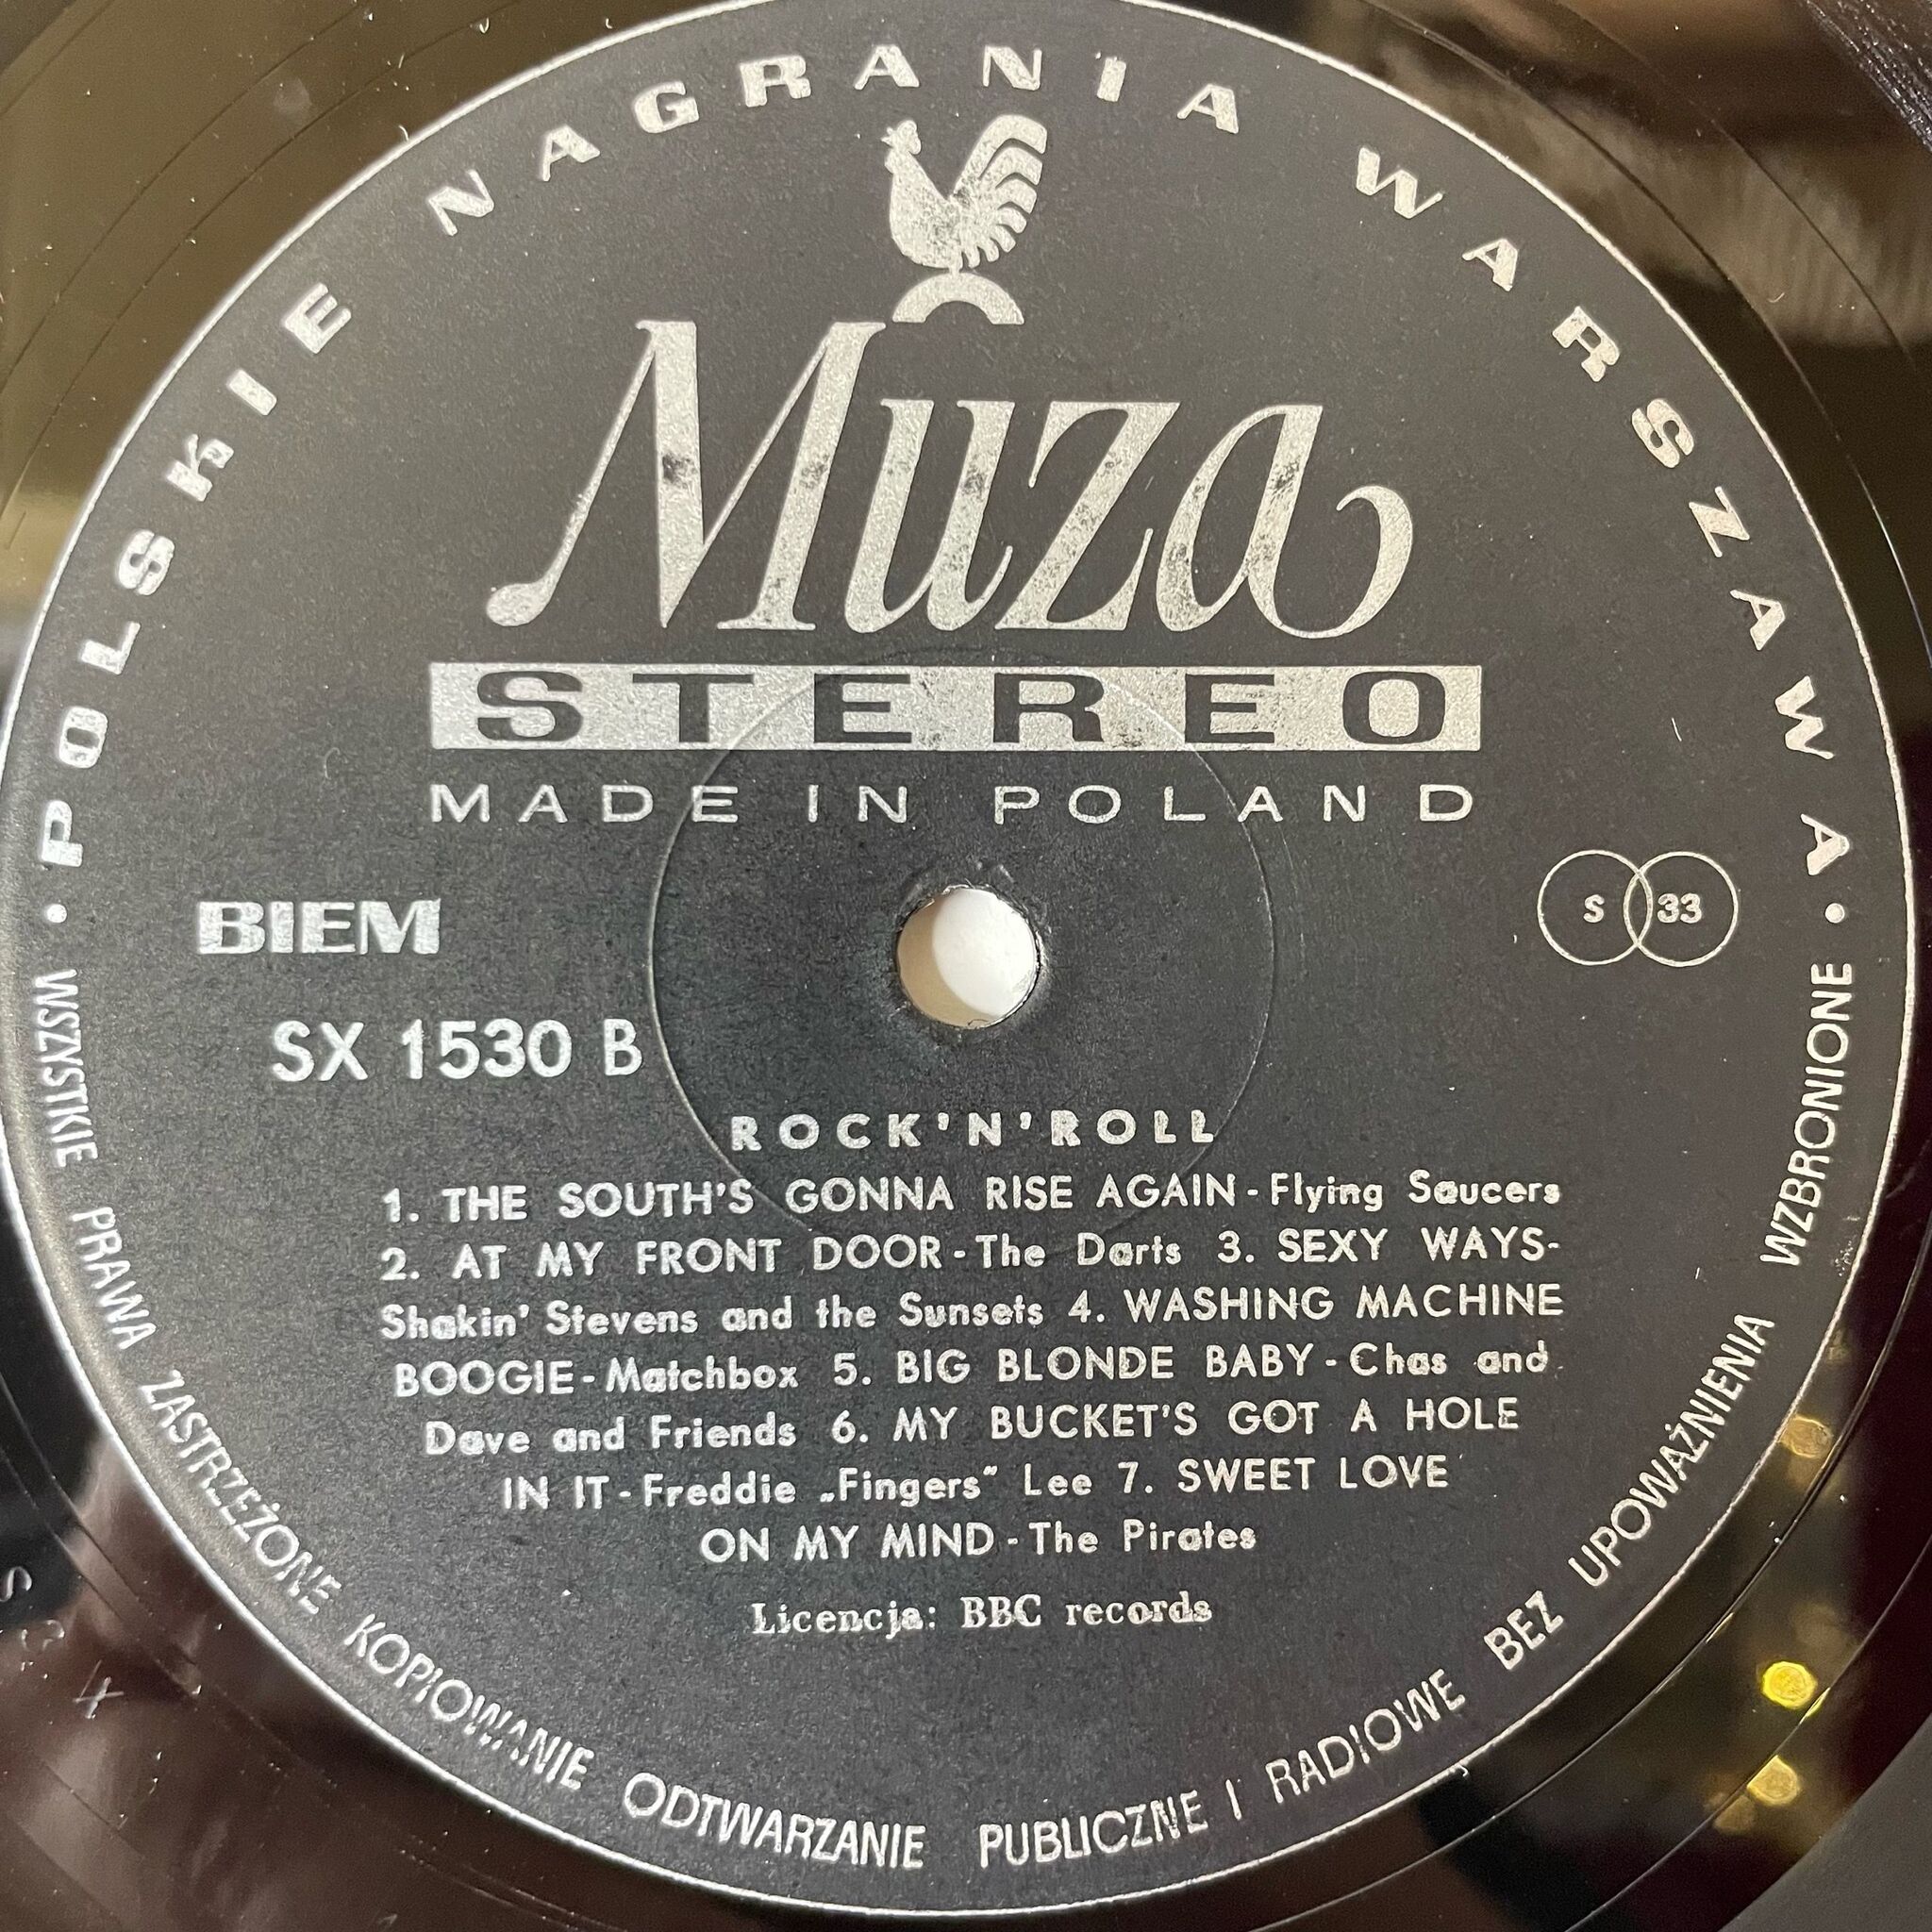 POLSKIE NAGRANIA WARSZAWA
Muza
STEREO
MADE IN POLAND
BIEM
S 33
SX 1530 B
ROCK'N'ROLL
1. THE SOUTH'S GONNA RISE AGAIN - Flying Saucers
2. AT MY FRONT DOOR - The Darts 3. SEXY WAYS-
Shakin' Stevens and the Sunsets 4. WASHING MACHINE
BOOGIE - Matchbox 5. BIG BLONDE BABY - Chas and
Dave and Friends 6. MY BUCKET'S GOT A HOLE
IN IT - Freddie „Fingers" Lee 7. SWEET LOVE
ON MY MIND - The Pirates
Licencja: BBC records
• WSZYSTKIE PRAWA ZASTRZEŻONE KOPIOWANIE ODTWARZANIE PUBLICZNE I RADIOWE BEZ UPOWAŻNIENIA WZBRONIONE •